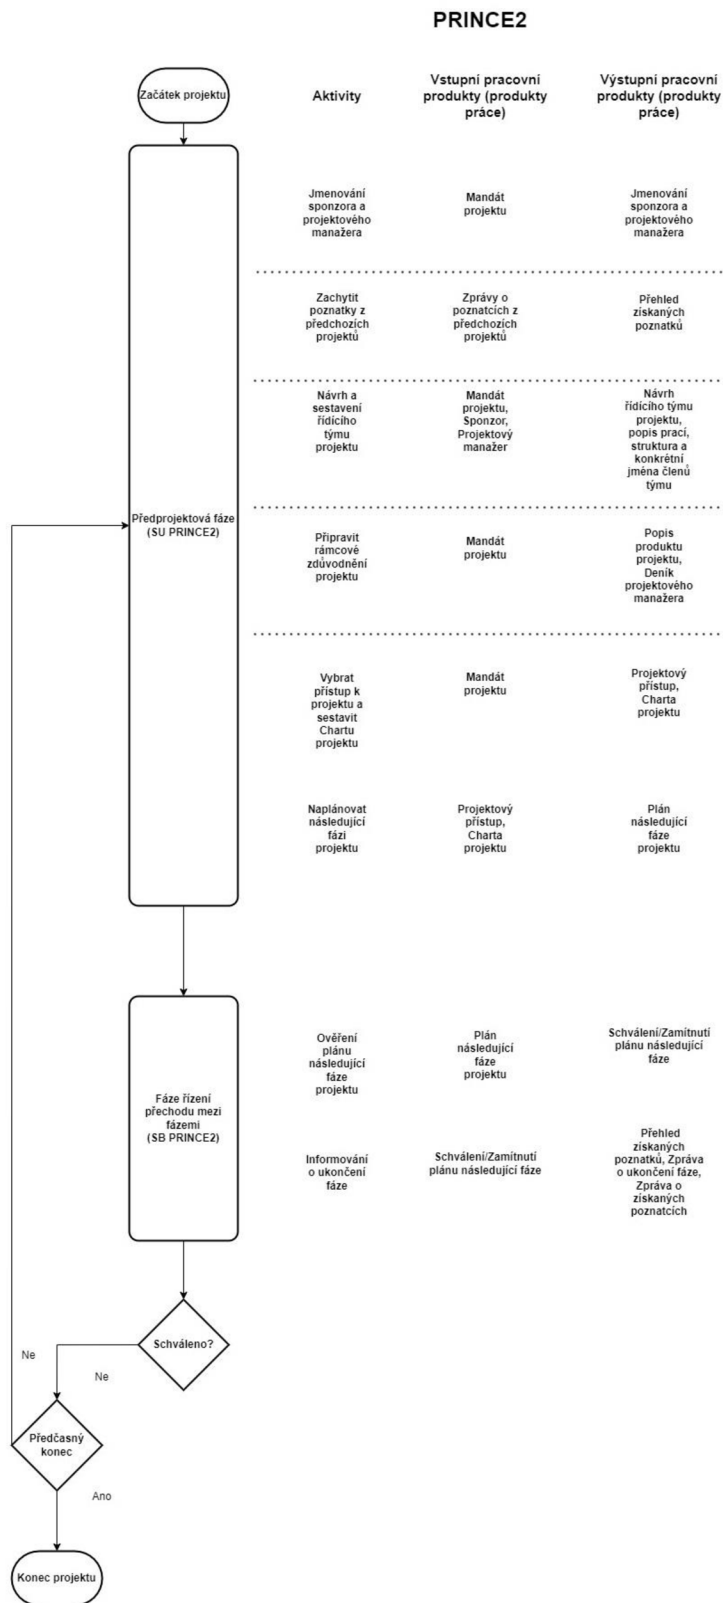 PRINCE2
Začátek projektu
Aktivity
Vstupní pracovní
produkty (produkty
práce)
Výstupní pracovní
produkty (produkty
práce)
Jmenování
sponzora a
projektového
manažera
Mandát
projektu
Jmenování
sponzora a
projektového
manažera
Zachytit
poznatky z
předchozích
projektů
Zprávy o
poznatcích z
předchozích
projektů
Přehled
získaných
poznatků
Návrh a
sestavení
řídícího
týmu
projektu
Mandát
projektu,
Sponzor,
Projektový
manažer
Návrh
řídícího týmu
projektu,
popis prací,
struktura a
konkrétní
jména členů
týmu
Předprojektová fáze
(SU PRINCE2)
Připravit
rámcové
zdůvodnění
projektu
Mandát
projektu
Popis
produktu
projektu,
Deník
projektového
manažera
Vybrat
přístup k
projektu a
sestavit
Chartu
projektu
Mandát
projektu
Projektový
přístup,
Charta
projektu
Naplánovat
následující
fázi
projektu
Projektový
přístup,
Charta
projektu
Plán
následující
fáze
projektu
Fáze řízení
přechodu mezi
fázemi
(SB PRINCE2)
Ověření
plánu
následující
fáze
projektu
Plán
následující
fáze
projektu
Schválení/Zamítnutí
plánu následující
fáze
Informování
o ukončení
fáze
Schválení/Zamítnutí
plánu následující fáze
Přehled
získaných
poznatků, Zpráva
o ukončení fáze,
Zpráva o
získaných
poznatcích
Schváleno?
Ne
Ne
Předčasný
konec
Ano
Konec projektu